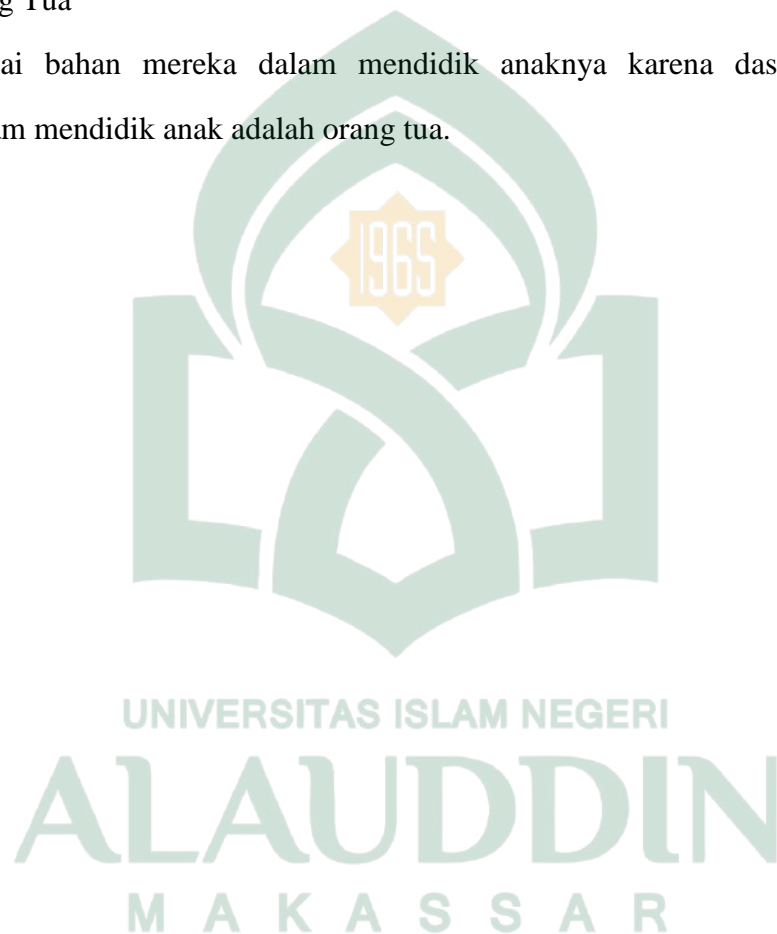 g Tua
ai bahan mereka dalam mendidik anaknya karena das
am mendidik anak adalah orang tua.
1965
UNIVERSITAS ISLAM NEGERI
ALAUDDIN
MAKASSAR